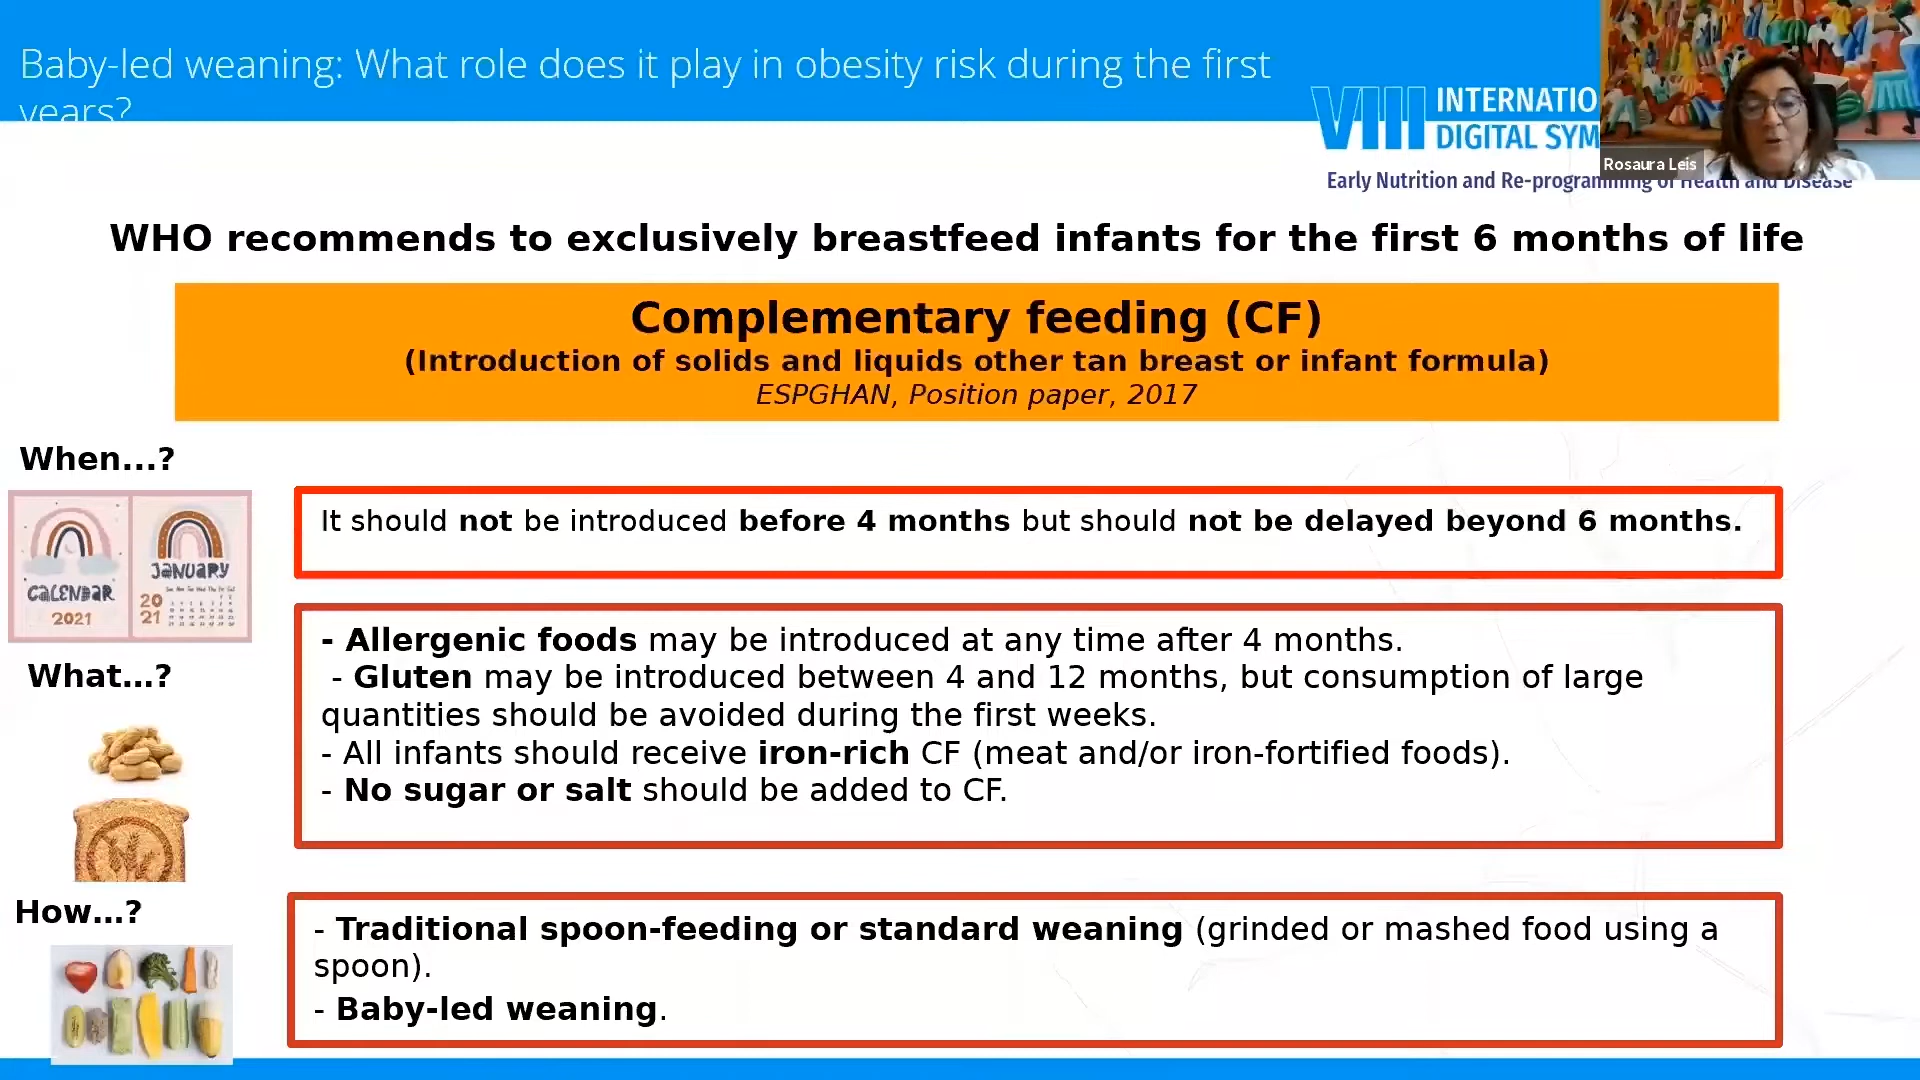 Baby-led weaning: What role does it play in obesity risk during the first
years?
VIII INTERNATIO
DIGITAL SYM
Rosaura Leis
Early Nutrition and Re-programming of Health and Disease
WHO recommends to exclusively breastfeed infants for the first 6 months of life
Complementary feeding (CF)
(Introduction of solids and liquids other tan breast or infant formula)
ESPGHAN, Position paper, 2017
When...?
CALENDAR
2021
JANUARY
20
21
It should not be introduced before 4 months but should not be delayed beyond 6 months.
What...?
- Allergenic foods may be introduced at any time after 4 months.
- Gluten may be introduced between 4 and 12 months, but consumption of large
quantities should be avoided during the first weeks.
- All infants should receive iron-rich CF (meat and/or iron-fortified foods).
- No sugar or salt should be added to CF.
How...?
- Traditional spoon-feeding or standard weaning (grinded or mashed food using a
spoon).
- Baby-led weaning.